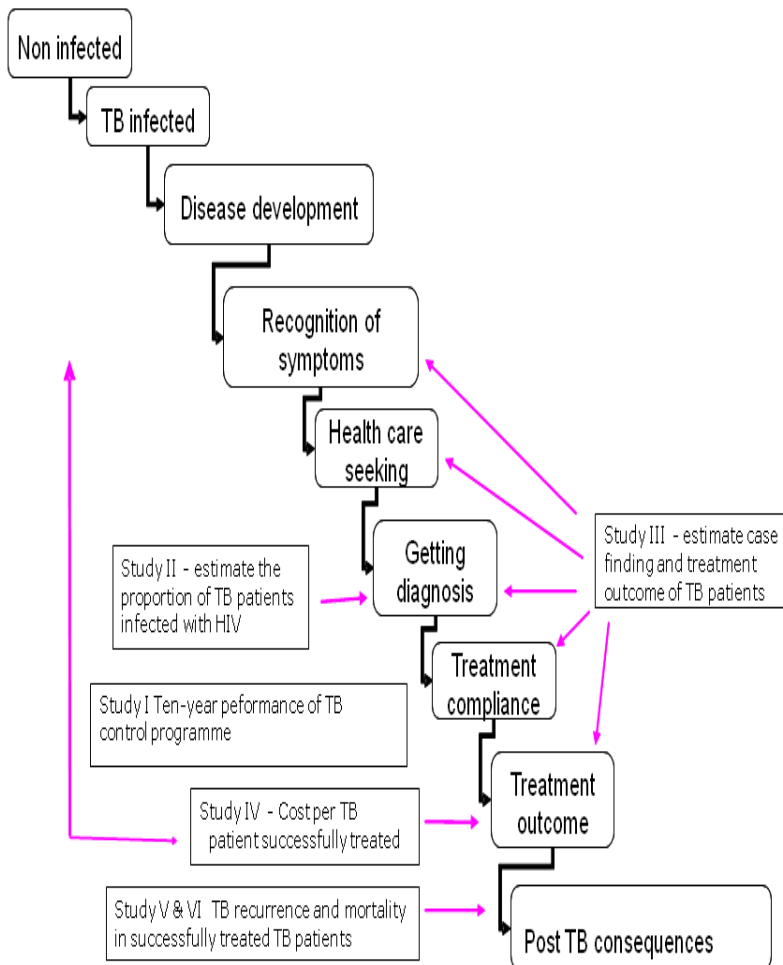 Non infected
TB infected
Disease development
Recognition of
symptoms
Health care
seeking
Study III - estimate case
finding and treatment
outcome of TB patients
Getting
diagnosis
Study II - estimate the
proportion of TB patients
infected with HIV
Treatment
compliance
Study I Ten-year peformance of TB
control programme
Treatment
outcome
Study IV - Cost per TB
patient successfully treated
Study V & VI TB recurrence and mortality
in successfully treated TB patients
Post TB consequences